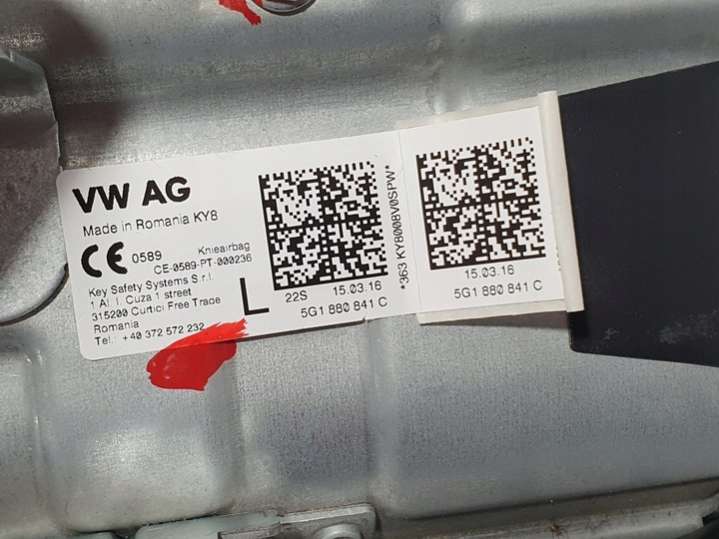 VW AG
Made in Romania KY8
CE 0589 Knieairbag
CE-0589-PT-000236
Key Safety Systems S.r.l.
1 Al. I. Cuza 1 street
315200 Curtici Free Trade
Romania
Tel.: +40 372 572 232
L
22S 15.03.16
5G1 880 841 C
*363 KY8008V0SPW*
15.03.16
5G1 880 841 C